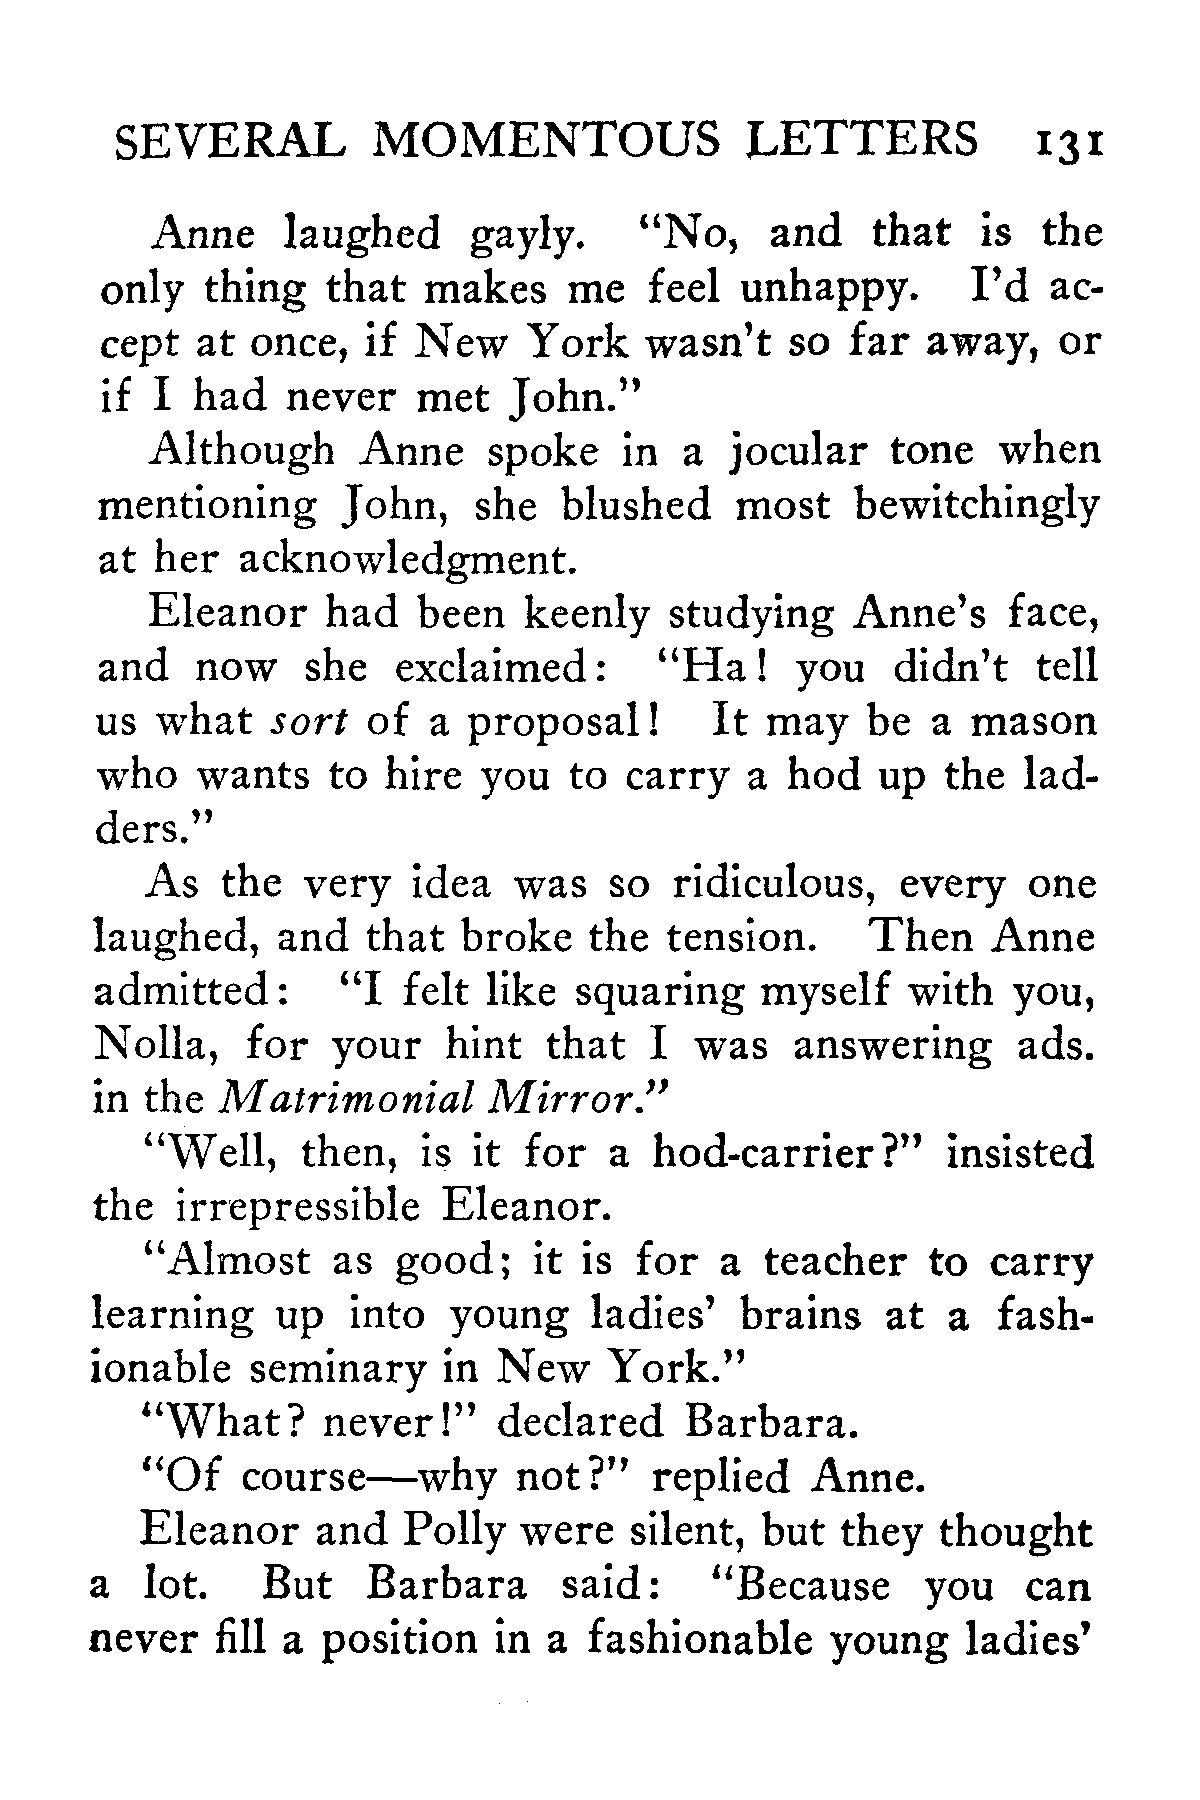 SEVERAL MOMENTOUS LETTERS 131
Anne laughed gayly. “No, and that is the
only thing that makes me feel unhappy. I’d ac-
cept at once, if New York wasn’t so far away, or
if I had never met John.”
Although Anne spoke in a jocular tone when
mentioning John, she blushed most bewitchingly
at her acknowledgment.
Eleanor had been keenly studying Anne’s face,
and now she exclaimed: “Ha! you didn’t tell
us what sort of a proposal! It may be a mason
who wants to hire you to carry a hod up the lad-
ders.”
As the very idea was so ridiculous, every one
laughed, and that broke the tension. Then Anne
admitted: “I felt like squaring myself with you,
Nolla, for your hint that I was answering ads.
in the Matrimonial Mirror.”
“Well, then, is it for a hod-carrier?” insisted
the irrepressible Eleanor.
“Almost as good; it is for a teacher to carry
learning up into young ladies’ brains at a fash-
ionable seminary in New York.”
“What? never!” declared Barbara.
“Of course—why not?” replied Anne.
Eleanor and Polly were silent, but they thought
a lot. But Barbara said: “Because you can
never fill a position in a fashionable young ladies’